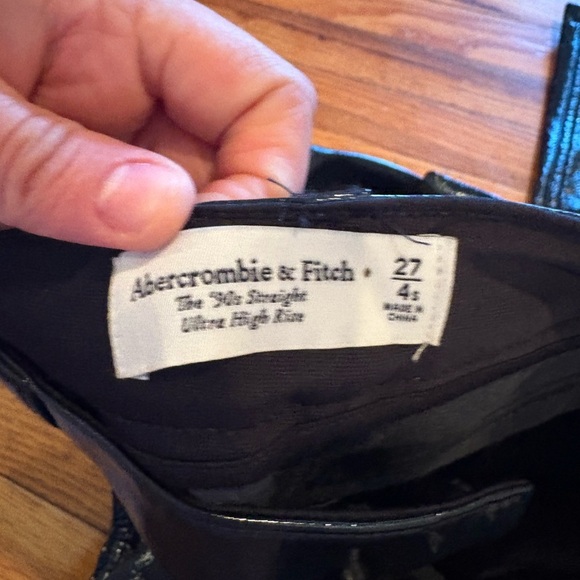 Abercrombie & Fitch •
The '90s Straight
Ultra High Rise
27
4s
MADE IN
CHINA